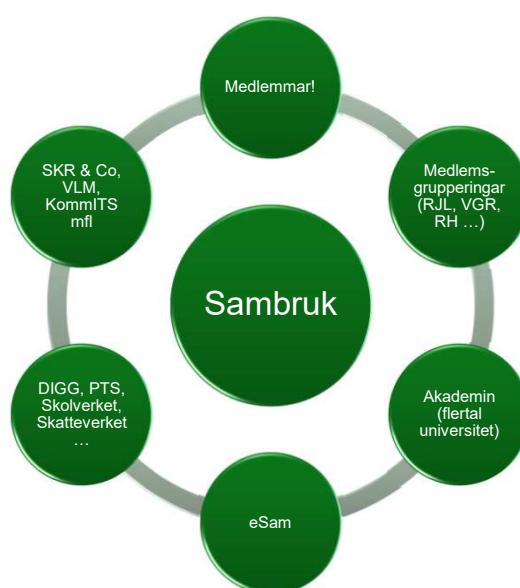 Medlemmar!
Medlems-
grupperingar
(RJL, VGR,
RH …)
Akademin
(flertal
universitet)
eSam
DIGG, PTS,
Skolverket,
Skatteverket
…
SKR & Co,
VLM,
KommITS
mfl
Sambruk